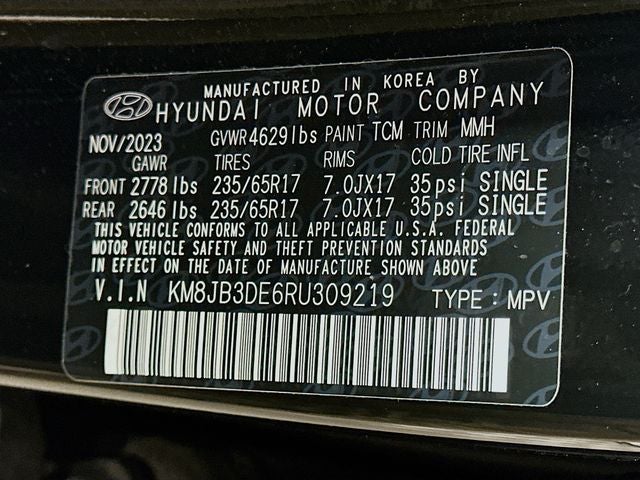 MANUFACTURED IN KOREA BY
HYUNDAI MOTOR COMPANY
NOV/2023 GVWR 4629lbs PAINT TCM TRIM MMH
GAWR TIRES RIMS COLD TIRE INFL
FRONT 2778 lbs 235/65R17 7.0JX17 35psi SINGLE
REAR 2646 lbs 235/65R17 7.0JX17 35psi SINGLE
THIS VEHICLE CONFORMS TO ALL APPLICABLE U.S.A. FEDERAL
MOTOR VEHICLE SAFETY AND THEFT PREVENTION STANDARDS
IN EFFECT ON THE DATE OF MANUFACTURE SHOWN ABOVE
V.I.N KM8JB3DE6RU309219 TYPE : MPV